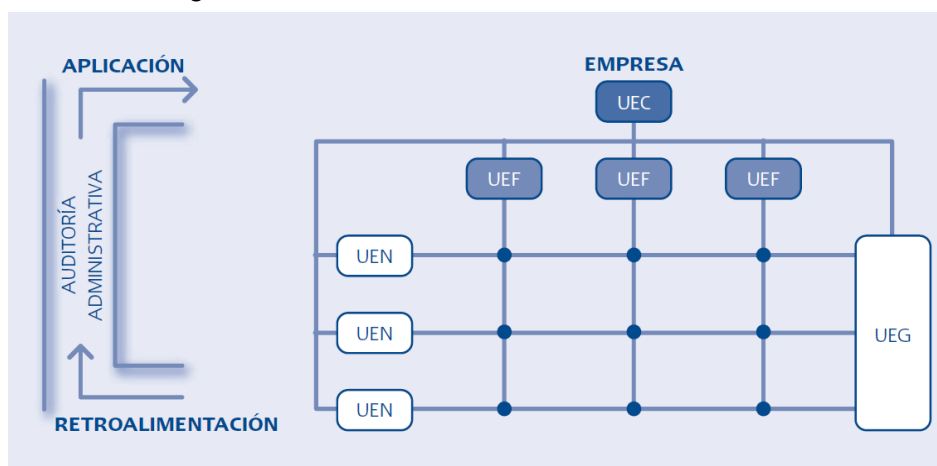 APLICACIÓN
AUDITORÍA
ADMINISTRATIVA
RETROALIMENTACIÓN
EMPRESA
UEC
UEF
UEF
UEF
UEN
UEN
UEN
UEG